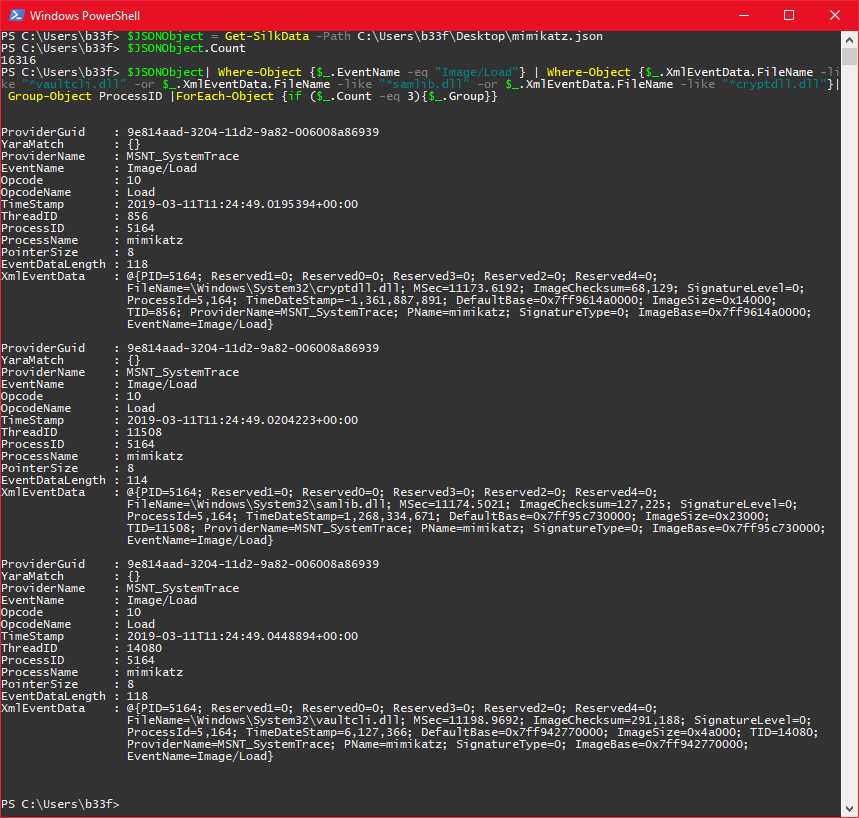 Windows PowerShell
PS C:\Users\b33f> $JSONObject = Get-SilkData -Path C:\Users\b33f\Desktop\mimikatz.json
PS C:\Users\b33f> $JSONObject.Count
16316
PS C:\Users\b33f> $JSONObject| Where-Object {$_.EventName -eq "Image/Load"} | Where-Object {$_.XmlEventData.FileName -li
ke "*vaultcli.dll" -or $_.XmlEventData.FileName -like "*samlib.dll" -or $_.XmlEventData.FileName -like "*cryptdll.dll"}|
 Group-Object ProcessID |ForEach-Object {if ($_.Count -eq 3){$_.Group}}
ProviderGuid    : 9e814aad-3204-11d2-9a82-006008a86939
YaraMatch       : {}
ProviderName    : MSNT_SystemTrace
EventName       : Image/Load
Opcode          : 10
OpcodeName      : Load
TimeStamp       : 2019-03-11T11:24:49.0195394+00:00
ThreadID        : 856
ProcessID       : 5164
ProcessName     : mimikatz
PointerSize     : 8
EventDataLength : 118
XmlEventData    : @{PID=5164; Reserved1=0; Reserved0=0; Reserved3=0; Reserved2=0; Reserved4=0;
                  FileName=\Windows\System32\cryptdll.dll; MSec=11173.6192; ImageChecksum=68,129; SignatureLevel=0;
                  ProcessId=5,164; TimeDateStamp=-1,361,887,891; DefaultBase=0x7ff9614a0000; ImageSize=0x14000;
                  TID=856; ProviderName=MSNT_SystemTrace; PName=mimikatz; SignatureType=0; ImageBase=0x7ff9614a0000;
                  EventName=Image/Load}
ProviderGuid    : 9e814aad-3204-11d2-9a82-006008a86939
YaraMatch       : {}
ProviderName    : MSNT_SystemTrace
EventName       : Image/Load
Opcode          : 10
OpcodeName      : Load
TimeStamp       : 2019-03-11T11:24:49.0204223+00:00
ThreadID        : 11508
ProcessID       : 5164
ProcessName     : mimikatz
PointerSize     : 8
EventDataLength : 114
XmlEventData    : @{PID=5164; Reserved1=0; Reserved0=0; Reserved3=0; Reserved2=0; Reserved4=0;
                  FileName=\Windows\System32\samlib.dll; MSec=11174.5021; ImageChecksum=127,225; SignatureLevel=0;
                  ProcessId=5,164; TimeDateStamp=1,268,334,671; DefaultBase=0x7ff95c730000; ImageSize=0x23000;
                  TID=11508; ProviderName=MSNT_SystemTrace; PName=mimikatz; SignatureType=0; ImageBase=0x7ff95c730000;
                  EventName=Image/Load}
ProviderGuid    : 9e814aad-3204-11d2-9a82-006008a86939
YaraMatch       : {}
ProviderName    : MSNT_SystemTrace
EventName       : Image/Load
Opcode          : 10
OpcodeName      : Load
TimeStamp       : 2019-03-11T11:24:49.0448894+00:00
ThreadID        : 14080
ProcessID       : 5164
ProcessName     : mimikatz
PointerSize     : 8
EventDataLength : 118
XmlEventData    : @{PID=5164; Reserved1=0; Reserved0=0; Reserved3=0; Reserved2=0; Reserved4=0;
                  FileName=\Windows\System32\vaultcli.dll; MSec=11198.9692; ImageChecksum=291,188; SignatureLevel=0;
                  ProcessId=5,164; TimeDateStamp=6,127,366; DefaultBase=0x7ff942770000; ImageSize=0x4a000; TID=14080;
                  ProviderName=MSNT_SystemTrace; PName=mimikatz; SignatureType=0; ImageBase=0x7ff942770000;
                  EventName=Image/Load}
PS C:\Users\b33f>